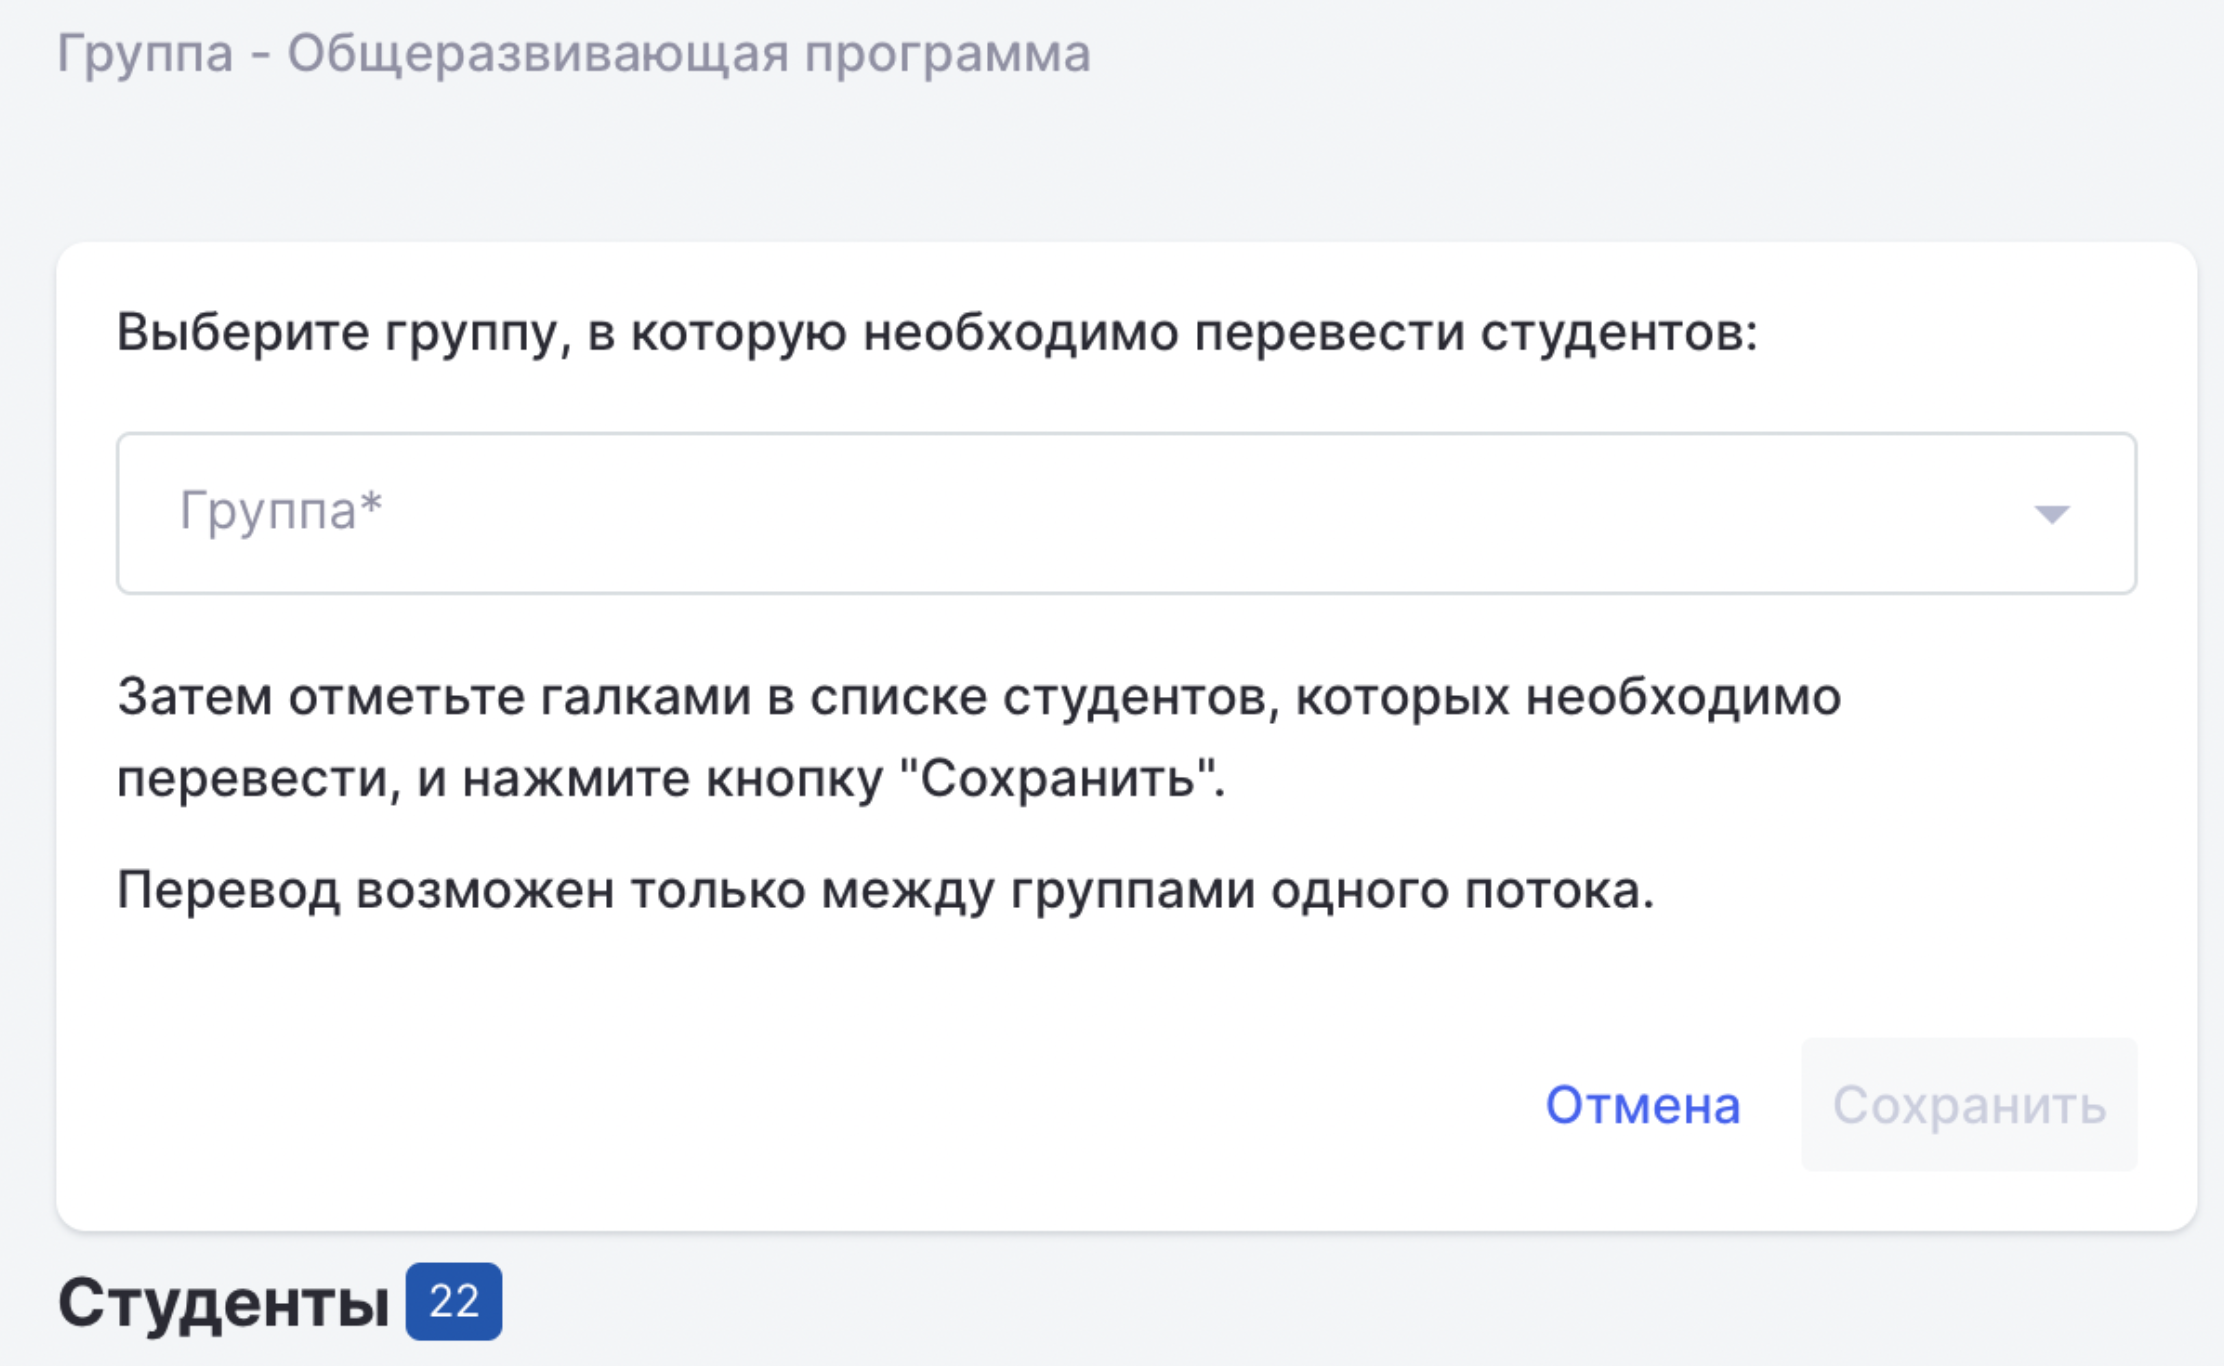 Группа - Общеразвивающая программа
Выберите группу, в которую необходимо перевести студентов:
Группа*
Затем отметьте галками в списке студентов, которых необходимо
перевести, и нажмите кнопку "Сохранить".
Перевод возможен только между группами одного потока.
Отмена Сохранить
Студенты 22